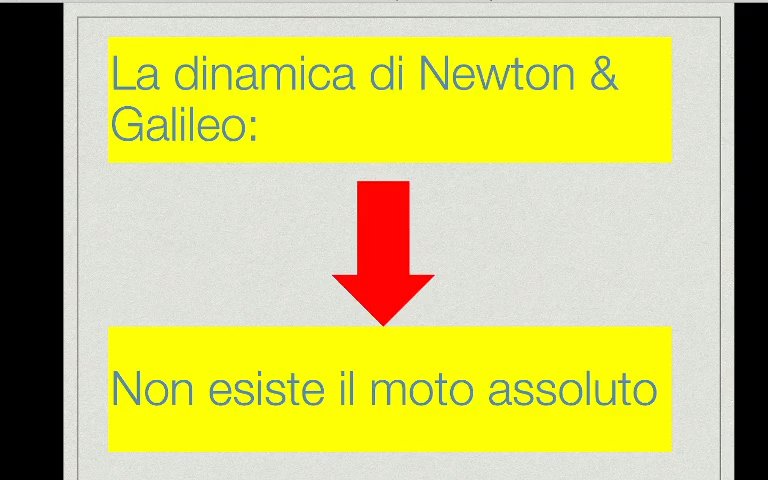 La dinamica di Newton &
Galileo:
Non esiste il moto assoluto